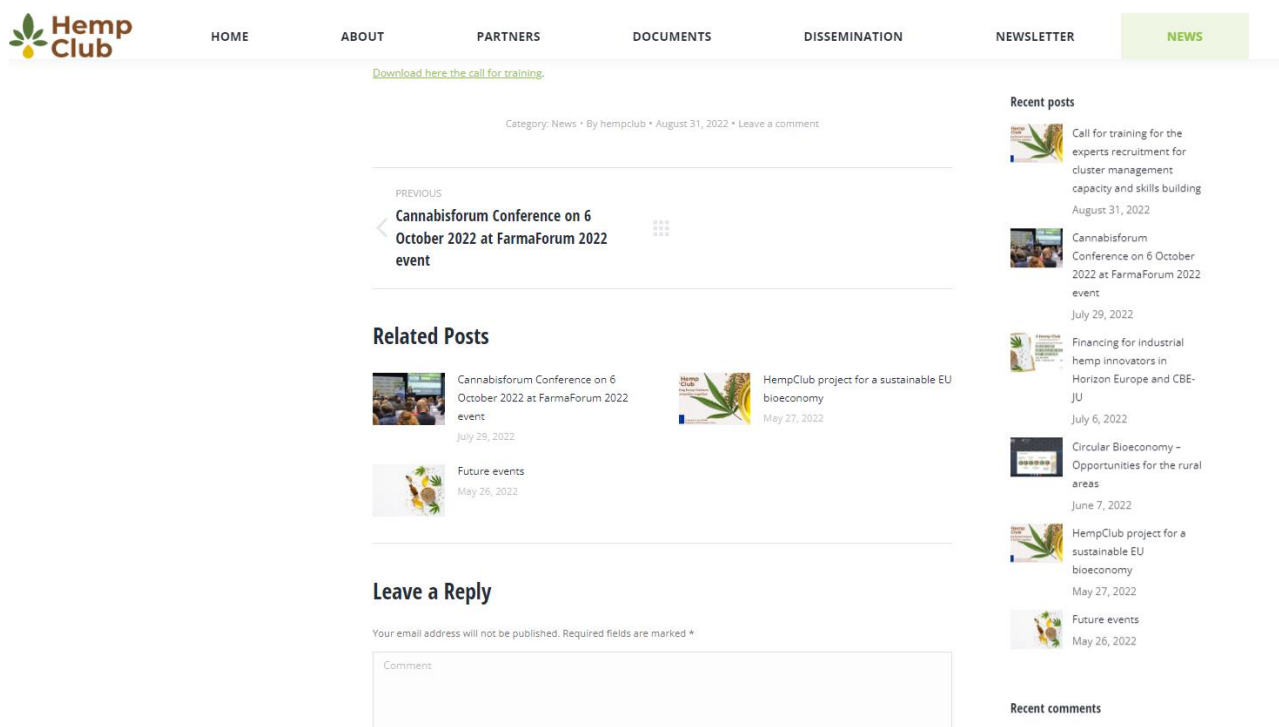 Hemp
Club
HOME
ABOUT
PARTNERS
DOCUMENTS
DISSEMINATION
NEWSLETTER
NEWS
Download here the call for training.
Category: News • By hempclub • August 31, 2022 • Leave a comment
PREVIOUS
Cannabisforum Conference on 6
October 2022 at FarmaForum 2022
event
Related Posts
Cannabisforum Conference on 6
October 2022 at FarmaForum 2022
event
July 29, 2022
HempClub project for a sustainable EU
bioeconomy
May 27, 2022
Future events
May 26, 2022
Leave a Reply
Your email address will not be published. Required fields are marked *
Comment
Recent posts
Call for training for the
experts recruitment for
cluster management
capacity and skills building
August 31, 2022
Cannabisforum
Conference on 6 October
2022 at FarmaForum 2022
event
July 29, 2022
Financing for industrial
hemp innovators in
Horizon Europe and CBE-
JU
July 6, 2022
Circular Bioeconomy –
Opportunities for the rural
areas
June 7, 2022
HempClub project for a
sustainable EU
bioeconomy
May 27, 2022
Future events
May 26, 2022
Recent comments